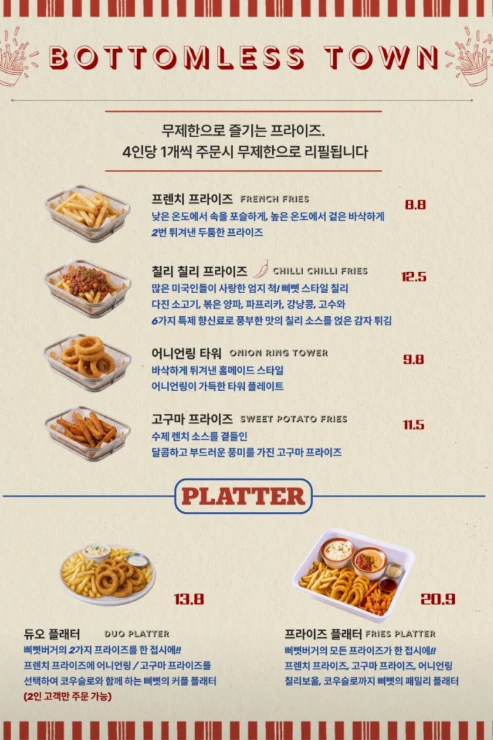 BOTTOMLESS TOWN
무제한으로 즐기는 프라이즈.
4인당 1개씩 주문시 무제한으로 리필됩니다
프렌치 프라이즈 FRENCH FRIES 8.8
낮은 온도에서 속을 포슬하게, 높은 온도에서 겉은 바삭하게
2번 튀겨낸 두툼한 프라이즈
칠리 칠리 프라이즈 CHILLI CHILLI FRIES 12.5
많은 미국인들이 사랑한 엄지 척! 삐삣 스타일 칠리
다진 소고기, 볶은 양파, 파프리카, 강낭콩, 고수와
6가지 특제 향신료로 풍부한 맛의 칠리 소스를 얹은 감자 튀김
어니언링 타워 ONION RING TOWER 9.8
바삭하게 튀겨낸 홈메이드 스타일
어니언링이 가득한 타워 플레이트
고구마 프라이즈 SWEET POTATO FRIES 11.5
수제 렌치 소스를 곁들인
달콤하고 부드러운 풍미를 가진 고구마 프라이즈
PLATTER
13.8
듀오 플래터 DUO PLATTER
삐삣버거의 2가지 프라이즈를 한 접시에!!
프렌치 프라이즈에 어니언링 / 고구마 프라이즈를
선택하여 코우슬로와 함께 하는 삐삣의 커플 플래터
(2인 고객만 주문 가능)
20.9
프라이즈 플래터 FRIES PLATTER
삐삣버거의 모든 프라이즈가 한 접시에!!
프렌치 프라이즈, 고구마 프라이즈, 어니언링
칠리보울, 코우슬로까지 삐삣의 패밀리 플래터